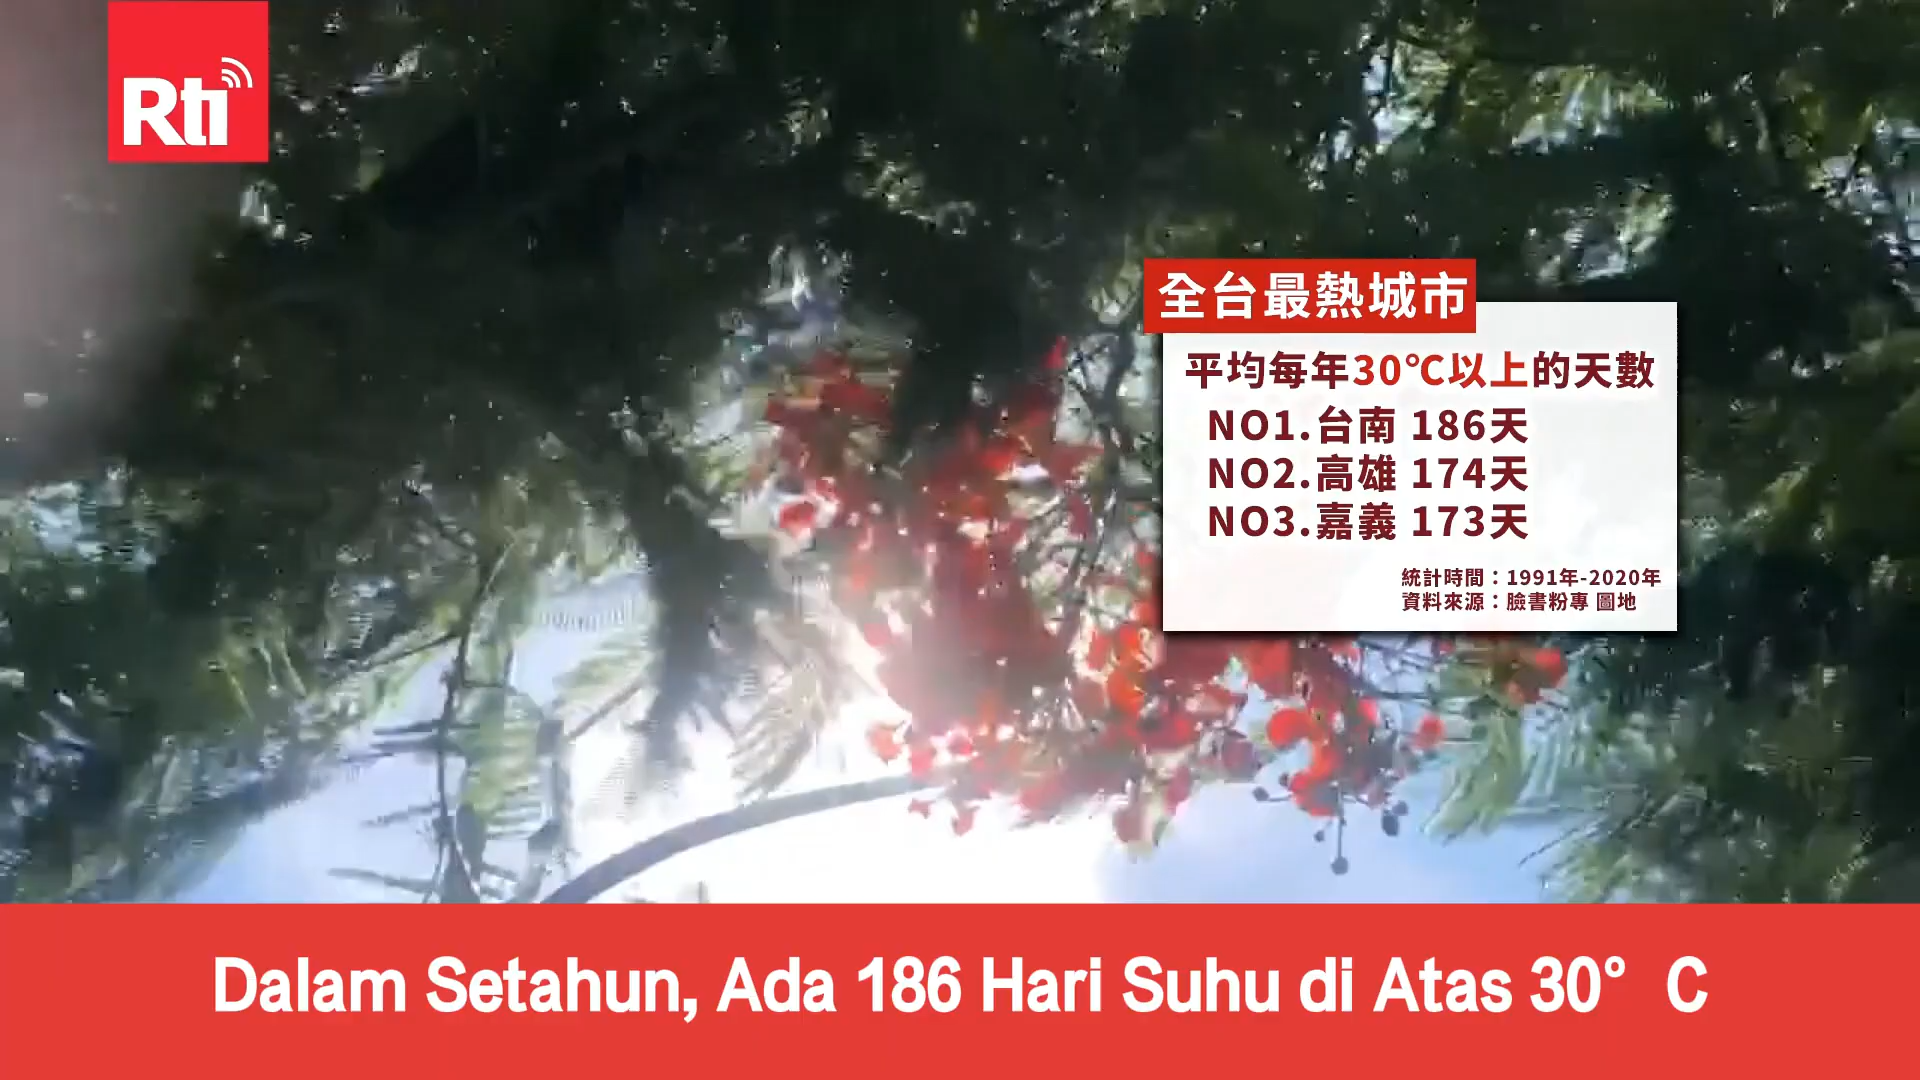 Rti
全台最熱城市
平均每年30℃以上的天數
NO1.台南 186天
NO2.高雄 174天
NO3.嘉義 173天
統計時間：1991年-2020年
資料來源：臉書粉專 圖地
Dalam Setahun, Ada 186 Hari Suhu di Atas 30° C